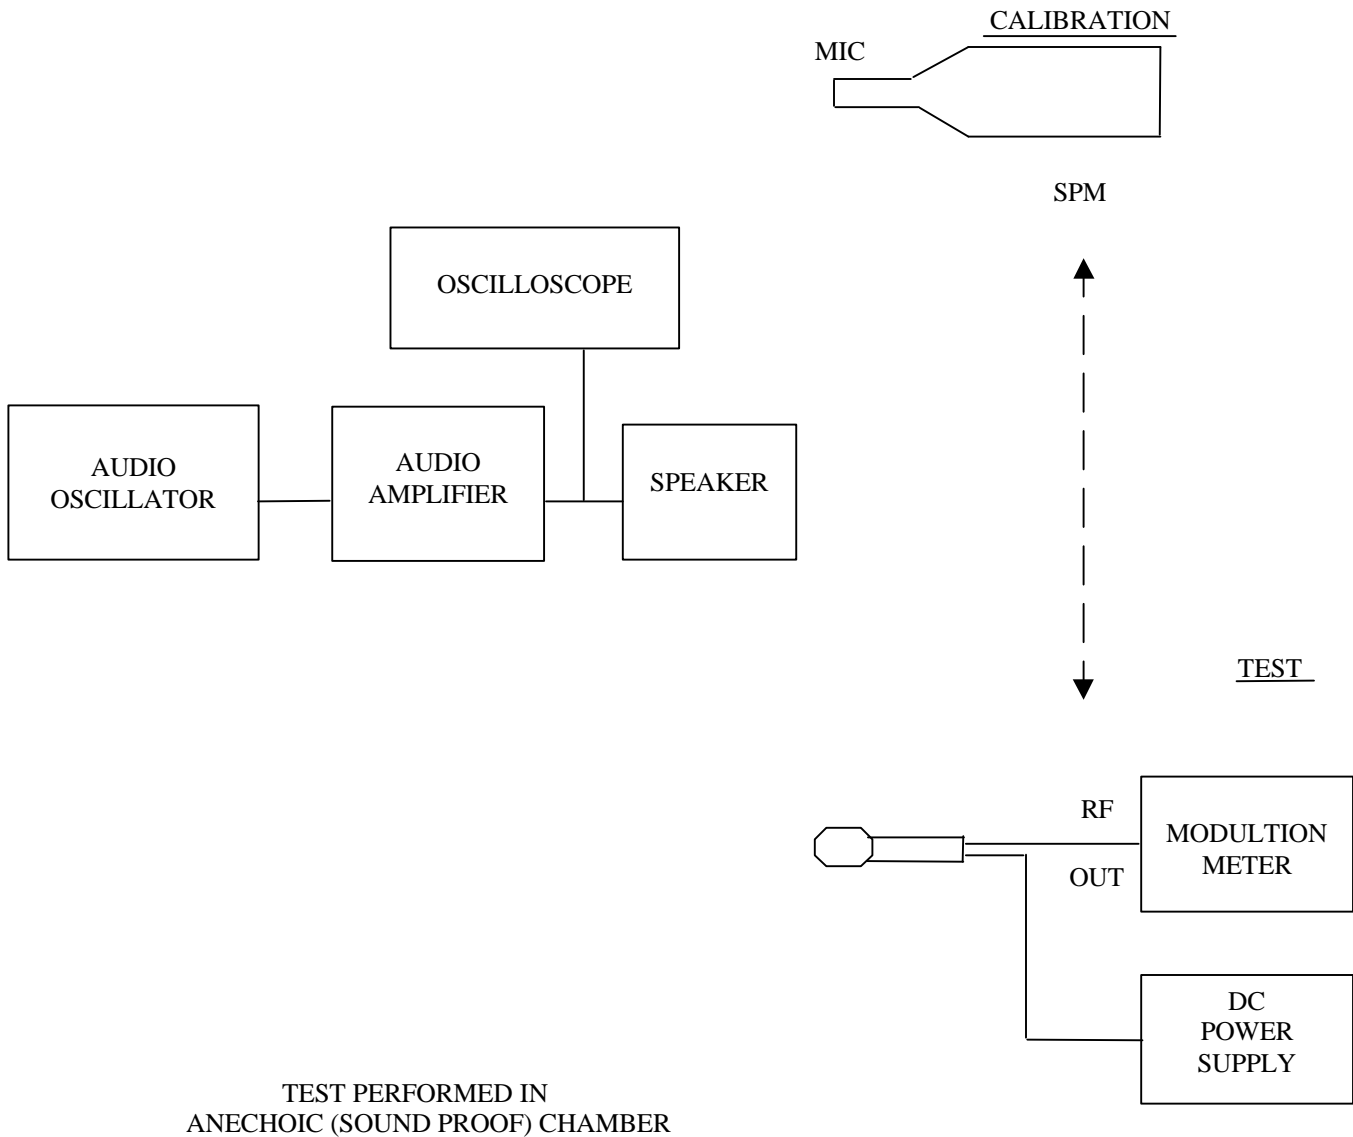 CALIBRATION
MIC
SPM
OSCILLOSCOPE
AUDIO
OSCILLATOR
AUDIO
AMPLIFIER
SPEAKER
TEST
RF
OUT
MODULTION
METER
DC
POWER
SUPPLY
TEST PERFORMED IN
ANECHOIC (SOUND PROOF) CHAMBER